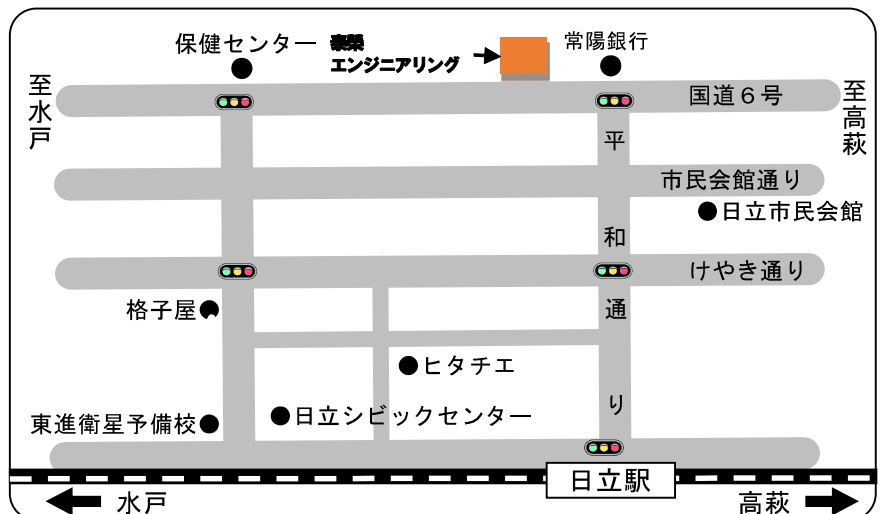 保健センター
豪榮
エンジニアリング
常陽銀行
至水戸
国道６号
至高萩
平和通り
市民会館通り
日立市民会館
けやき通り
格子屋
ヒタチエ
日立シビックセンター
東進衛星予備校
日立駅
水戸
高萩